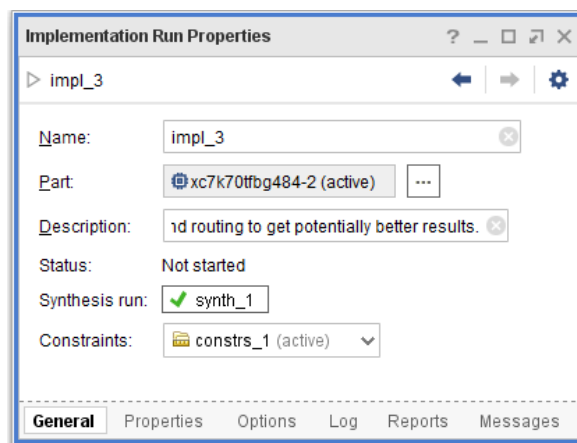 Implementation Run Properties
impl_3
Name: impl_3
Part: xc7k70tfbg484-2 (active) ...
Description: nd routing to get potentially better results.
Status: Not started
Synthesis run: synth_1
Constraints: constrs_1 (active)
General Properties Options Log Reports Messages